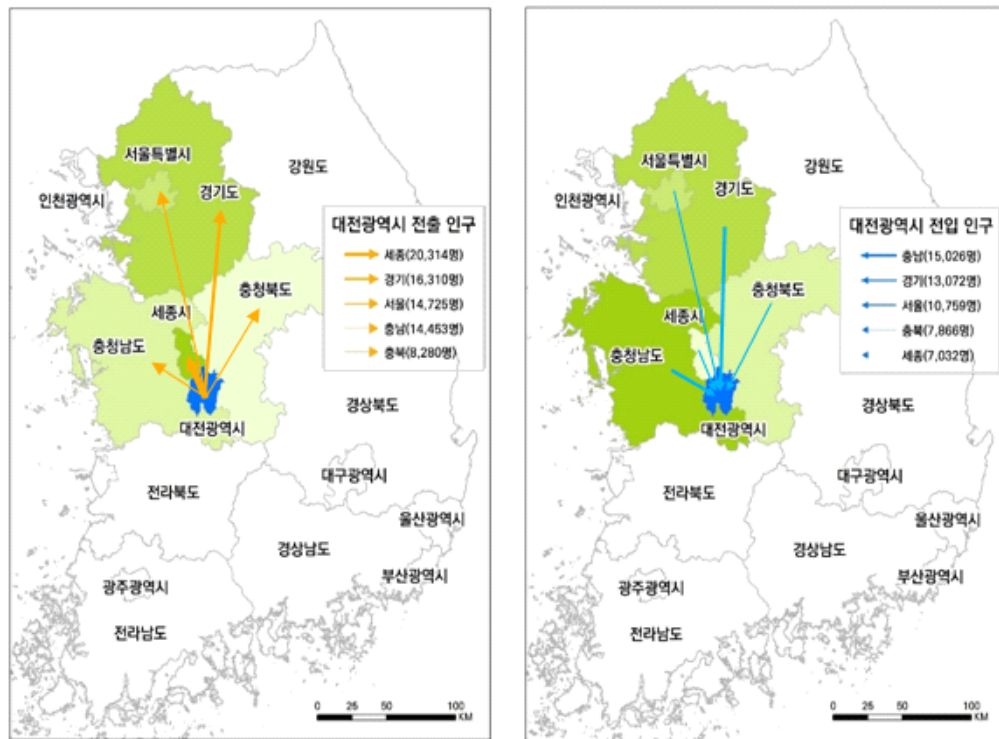 서울특별시
강원도
경기도
인천광역시
대전광역시 전출 인구
세종(20,314명)
경기(16,310명)
서울(14,725명)
충남(14,453명)
충북(8,280명)
충청북도
세종시
충청남도
경상북도
대전광역시
대구광역시
전라북도
울산광역시
경상남도
부산광역시
광주광역시
전라남도
0 50 100
KM
서울특별시
강원도
경기도
인천광역시
대전광역시 전입 인구
충남(15,026명)
경기(13,072명)
서울(10,759명)
충북(7,866명)
세종(7,032명)
충청북도
세종시
충청남도
경상북도
대전광역시
대구광역시
전라북도
울산광역시
경상남도
부산광역시
광주광역시
전라남도
0 50 100
KM